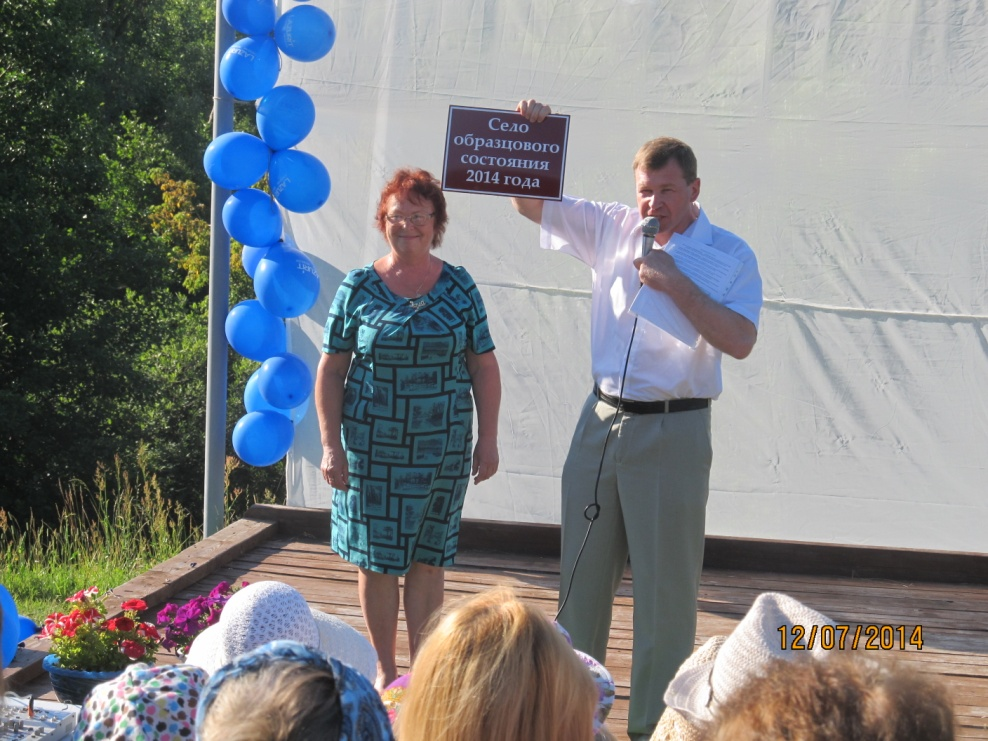 Село
образцового
состояния
2014 года
12/07/2014